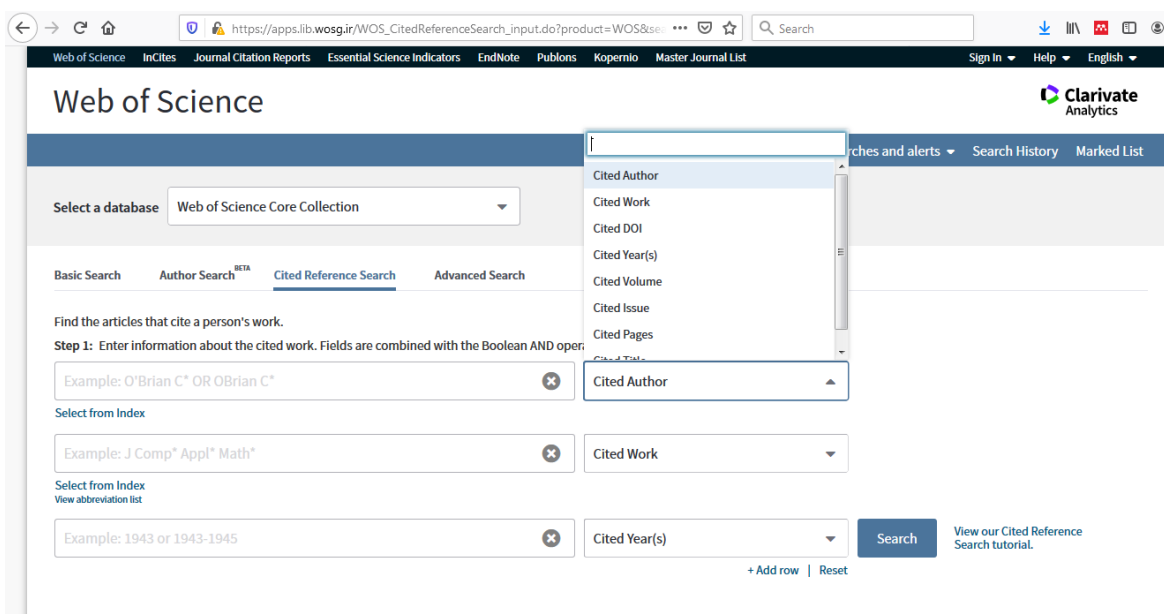 https://apps.lib.wosg.ir/WOS_CitedReferenceSearch_input.do?product=WOS&sea
Search
Web of Science InCites Journal Citation Reports Essential Science Indicators EndNote Publons Kopernio Master Journal List Sign In Help English
Web of Science
Clarivate
Analytics
rches and alerts Search History Marked List
Cited Author
Cited Work
Cited DOI
Cited Year(s)
Cited Volume
Cited Issue
Cited Pages
Cited Title
Select a database Web of Science Core Collection
Basic Search Author Search BETA Cited Reference Search Advanced Search
Find the articles that cite a person's work.
Step 1: Enter information about the cited work. Fields are combined with the Boolean AND opera
Example: O'Brian C* OR OBrian C* Cited Author
Select from Index
Example: J Comp* Appl* Math* Cited Work
Select from Index
View abbreviation list
Example: 1943 or 1943-1945 Cited Year(s) Search
View our Cited Reference
Search tutorial.
+ Add row | Reset